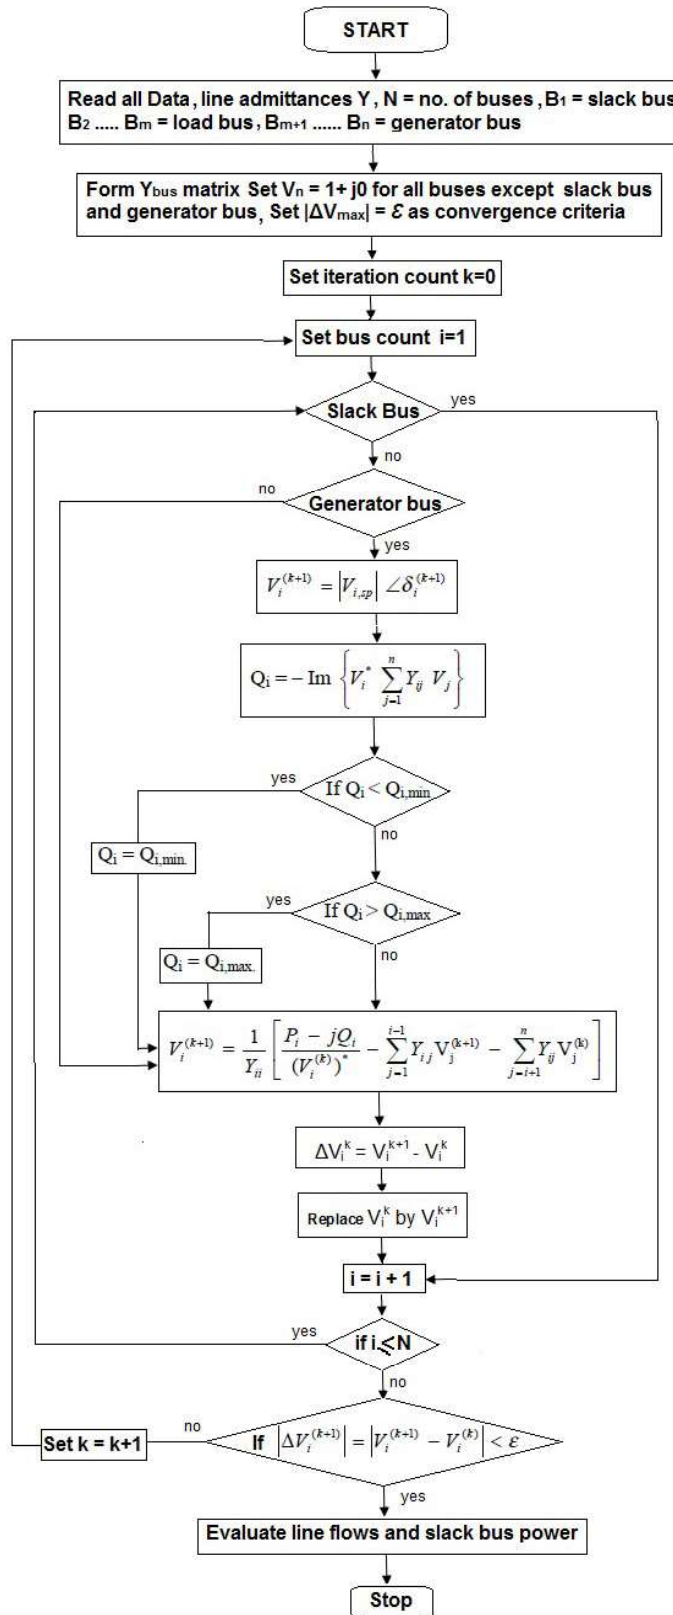 START
Read all Data , line admittances Y , N = no. of buses , B₁ = slack bus
B₂ ..... Bₘ = load bus, Bₘ₊₁ ...... Bₙ = generator bus
Form Y_bus matrix Set Vₙ = 1+ j0 for all buses except slack bus
and generator bus, Set |ΔV_max| = ε as convergence criteria
Set iteration count k=0
Set bus count i=1
Slack Bus
yes
no
no
Generator bus
yes
V_i^(k+1) = |V_i,sp| ∠δ_i^(k+1)
Q_i = – Im {V_i^* ∑_{j=1}^{n} Y_ij V_j}
yes
If Q_i < Q_i,min
no
Q_i = Q_i,min.
yes
If Q_i > Q_i,max
no
Q_i = Q_i,max.
V_i^(k+1) = 1/Y_ii [ (P_i – jQ_i)/(V_i^(k))^* – ∑_{j=1}^{i–1} Y_ij V_j^(k+1) – ∑_{j=i+1}^{n} Y_ij V_j^(k) ]
ΔV_i^k = V_i^k+1 - V_i^k
Replace V_i^k by V_i^k+1
i = i + 1
yes
if i ≤ N
no
Set k = k+1
no
If |ΔV_i^(k+1)| = |V_i^(k+1) – V_i^(k)| < ε
yes
Evaluate line flows and slack bus power
Stop